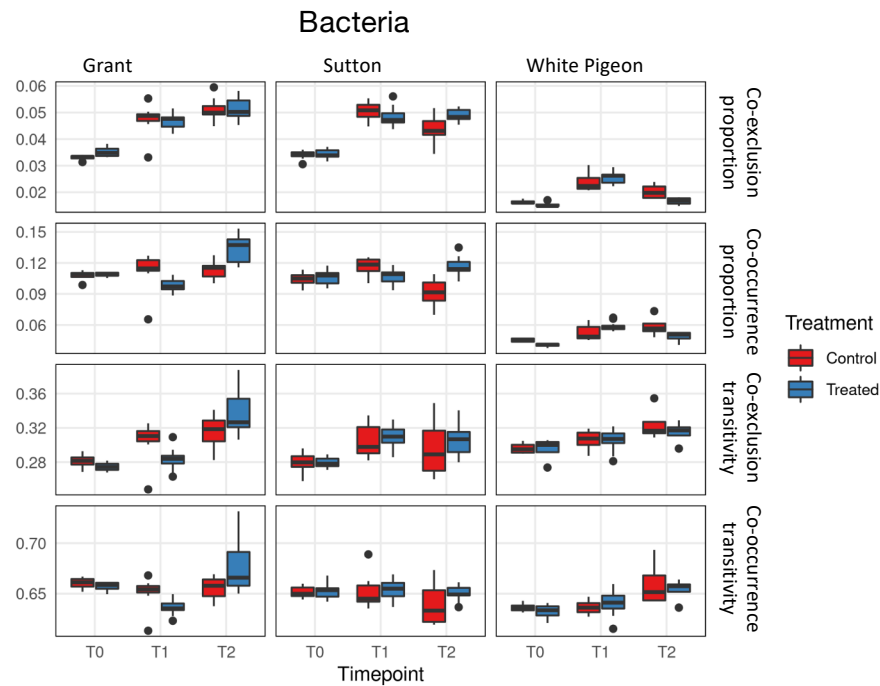 Bacteria
Grant
Sutton
White Pigeon
0.06
0.05
0.04
0.03
0.02
Co-exclusion
proportion
0.15
0.12
0.09
0.06
Co-occurrence
proportion
0.36
0.32
0.28
Co-exclusion
transitivity
0.70
0.65
Co-occurrence
transitivity
T0 T1 T2
T0 T1 T2
T0 T1 T2
Timepoint
Treatment
Control
Treated